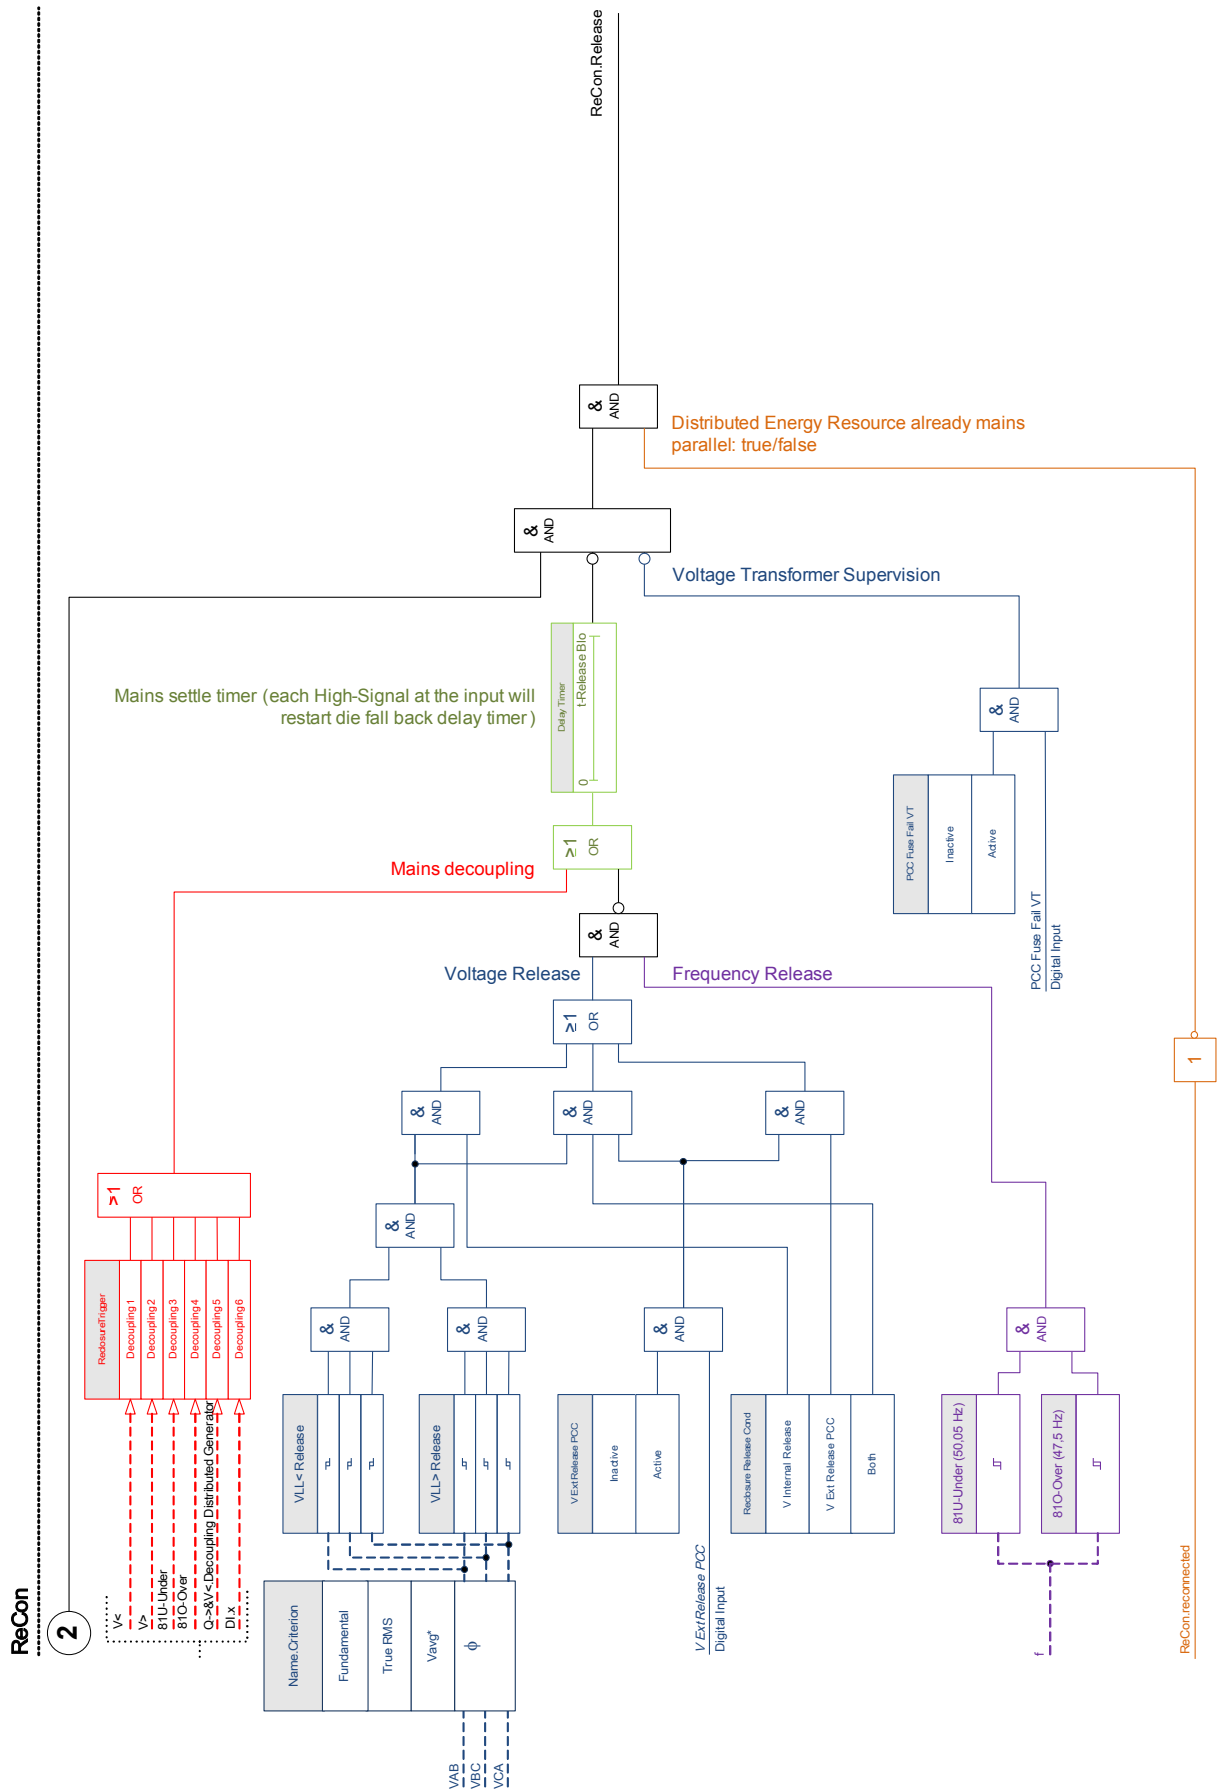 ReCon
2
ReCon.Release
V<
V>
81U-Under
81O-Over
Q->&V<.Decoupling Distributed Generator
DI.x
ReclosureTrigger
Decoupling1
Decoupling2
Decoupling3
Decoupling4
Decoupling5
Decoupling6
≥1
OR
Mains decoupling
Mains settle timer (each High-Signal at the input will
restart die fall back delay timer)
≥1
OR
Delay Timer
0
t-Release Blo
&
AND
&
AND
Distributed Energy Resource already mains
parallel: true/false
Voltage Transformer Supervision
VAB
VBC
VCA
Name.Criterion
Fundamental
True RMS
Vavg*
ϕ
VLL< Release
VLL> Release
&
AND
&
AND
&
AND
&
AND
&
AND
&
AND
≥1
OR
Voltage Release
&
AND
Frequency Release
V Ext Release PCC
Digital Input
V Ext Release PCC
Inactive
Active
&
AND
Reclosure Release Cond
V Internal Release
V Ext Release PCC
Both
PCC Fuse Fail VT
Digital Input
PCC Fuse Fail VT
Inactive
Active
&
AND
f
81U-Under (50,05 Hz)
81O-Over (47,5 Hz)
&
AND
ReCon.reconnected
1